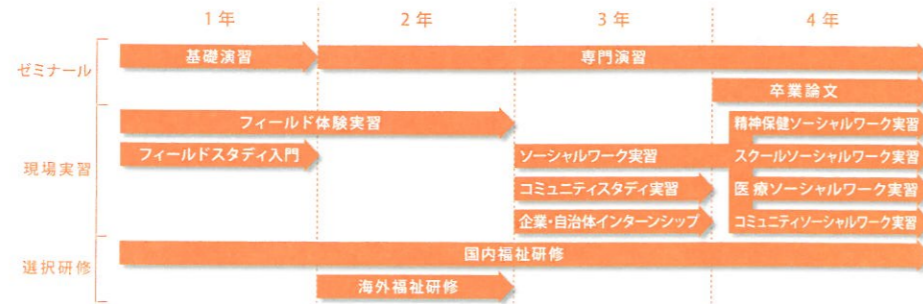 1年 2年 3年 4年
ゼミナール
基礎演習 専門演習
卒業論文
現場実習
フィールド体験実習 精神保健ソーシャルワーク実習
フィールドスタディ入門 ソーシャルワーク実習 スクールソーシャルワーク実習
コミュニティスタディ実習 医療ソーシャルワーク実習
企業・自治体インターンシップ コミュニティソーシャルワーク実習
選択研修
国内福祉研修
海外福祉研修